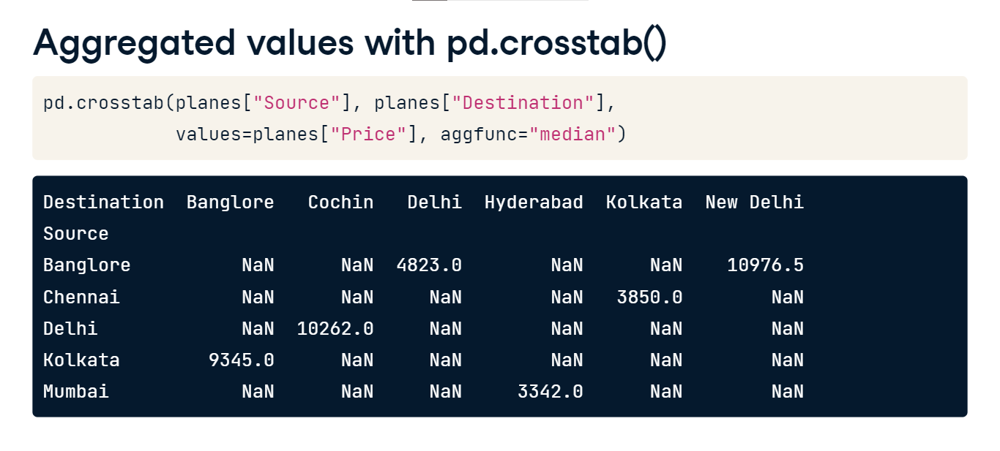 Aggregated values with pd.crosstab()
pd.crosstab(planes["Source"], planes["Destination"],
            values=planes["Price"], aggfunc="median")
Destination  Banglore   Cochin   Delhi  Hyderabad  Kolkata  New Delhi
Source
Banglore          NaN      NaN  4823.0        NaN      NaN    10976.5
Chennai           NaN      NaN     NaN        NaN   3850.0        NaN
Delhi             NaN  10262.0     NaN        NaN      NaN        NaN
Kolkata        9345.0      NaN     NaN        NaN      NaN        NaN
Mumbai            NaN      NaN     NaN     3342.0      NaN        NaN